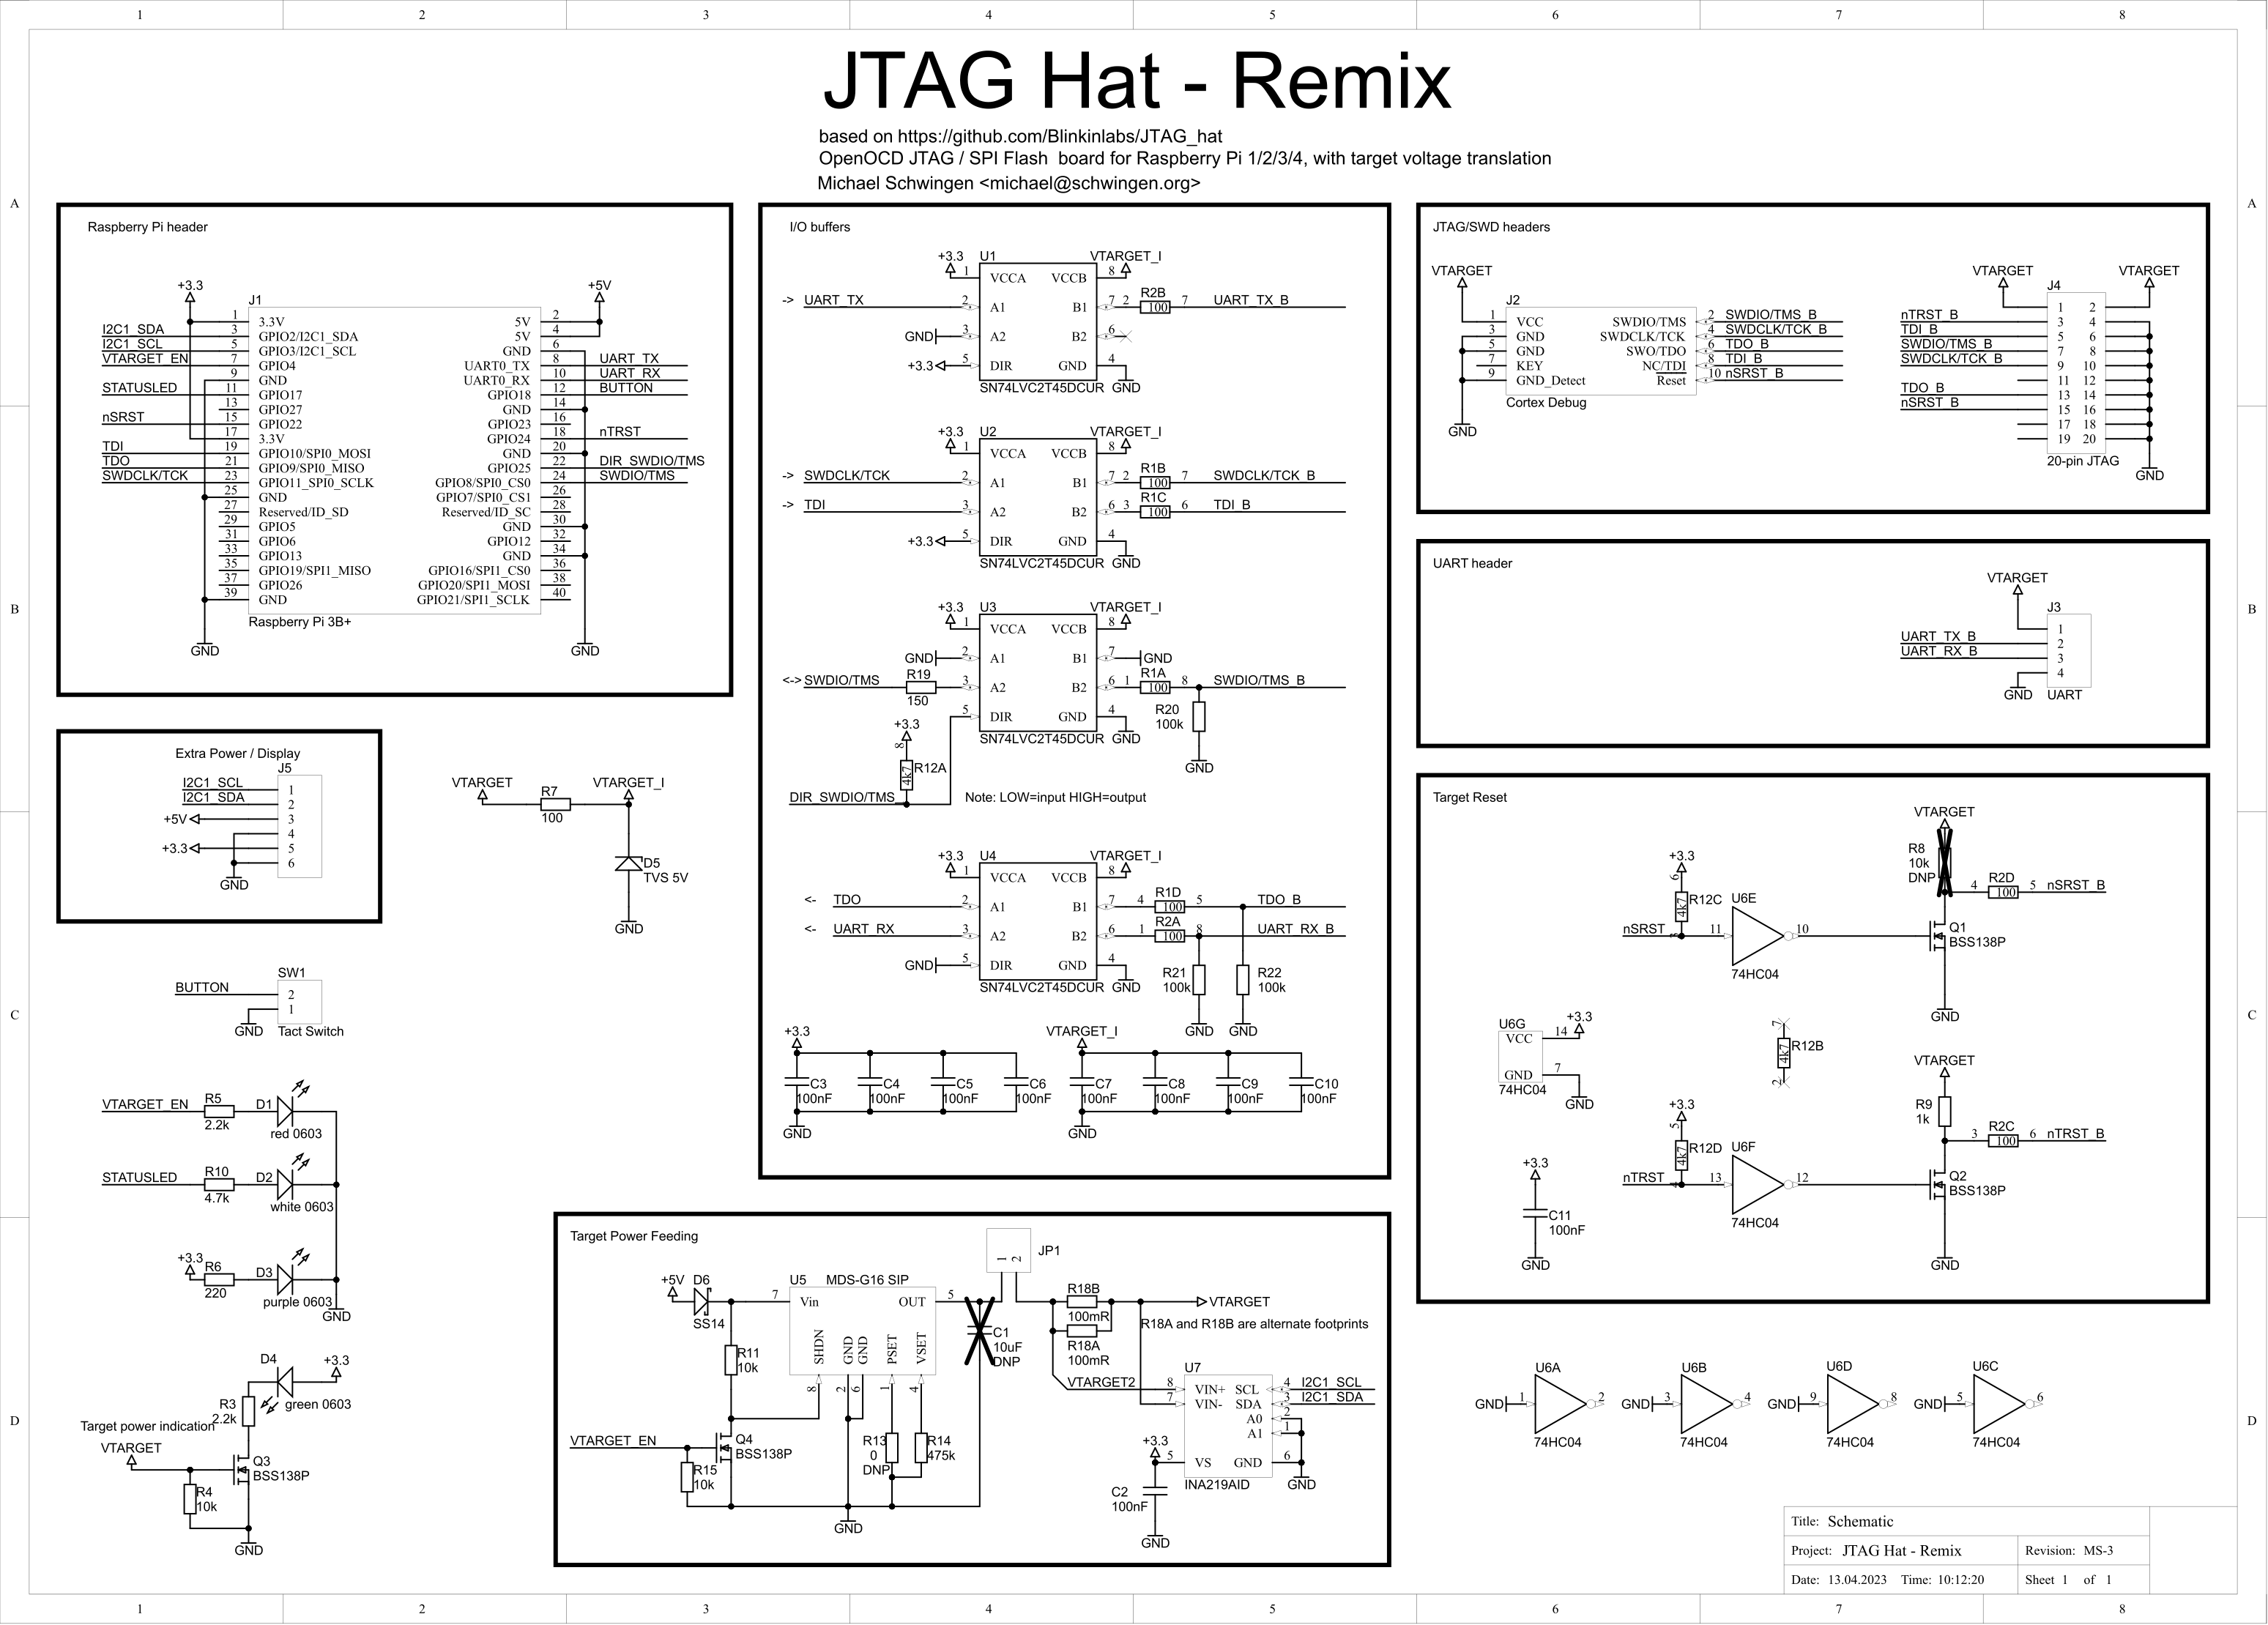 1 2 3 4 5 6 7 8
JTAG Hat - Remix
based on https://github.com/Blinkinlabs/JTAG_hat
OpenOCD JTAG / SPI Flash  board for Raspberry Pi 1/2/3/4, with target voltage translation
Michael Schwingen <michael@schwingen.org>
A A
B B
C C
D D
Raspberry Pi header
+3.3 +5V
J1
1 3.3V 5V 2
I2C1_SDA 3 GPIO2/I2C1_SDA 5V 4
I2C1_SCL 5 GPIO3/I2C1_SCL GND 6
VTARGET_EN 7 GPIO4 UART0_TX 8 UART_TX
9 GND UART0_RX 10 UART_RX
STATUSLED 11 GPIO17 GPIO18 12 BUTTON
13 GPIO27 GND 14
nSRST 15 GPIO22 GPIO23 16
17 3.3V GPIO24 18 nTRST
TDI 19 GPIO10/SPI0_MOSI GND 20
TDO 21 GPIO9/SPI0_MISO GPIO25 22 DIR_SWDIO/TMS
SWDCLK/TCK 23 GPIO11_SPI0_SCLK GPIO8/SPI0_CS0 24 SWDIO/TMS
25 GND GPIO7/SPI0_CS1 26
27 Reserved/ID_SD Reserved/ID_SC 28
29 GPIO5 GND 30
31 GPIO6 GPIO12 32
33 GPIO13 GND 34
35 GPIO19/SPI1_MISO GPIO16/SPI1_CS0 36
37 GPIO26 GPIO20/SPI1_MOSI 38
39 GND GPIO21/SPI1_SCLK 40
Raspberry Pi 3B+
GND GND
Extra Power / Display
J5
I2C1_SCL 1
I2C1_SDA 2
+5V 3
4
+3.3 5
6
GND
VTARGET R7 100 VTARGET_I
D5
TVS 5V
GND
SW1
BUTTON 2
1
GND Tact Switch
VTARGET_EN R5 2.2k D1 red 0603
STATUSLED R10 4.7k D2 white 0603
+3.3 R6 220 D3 purple 0603
GND
D4 +3.3
green 0603
R3
2.2k
Target power indication
VTARGET
Q3
BSS138P
R4
10k
GND
I/O buffers
+3.3 U1 VTARGET_I
1 VCCA VCCB 8
-> UART_TX 2 A1 B1 7 2 R2B 100 7 UART_TX_B
GND 3 A2 B2 6
+3.3 5 DIR GND 4
SN74LVC2T45DCUR GND
+3.3 U2 VTARGET_I
1 VCCA VCCB 8
-> SWDCLK/TCK 2 A1 B1 7 2 R1B 100 7 SWDCLK/TCK_B
-> TDI 3 A2 B2 6 3 R1C 100 6 TDI_B
+3.3 5 DIR GND 4
SN74LVC2T45DCUR GND
+3.3 U3 VTARGET_I
1 VCCA VCCB 8
GND 2 A1 B1 7 GND
<-> SWDIO/TMS R19 150 3 A2 B2 6 1 R1A 100 8 SWDIO/TMS_B
5 DIR GND 4
SN74LVC2T45DCUR GND
R20
100k
GND
+3.3
8 4k7 R12A
DIR_SWDIO/TMS
Note: LOW=input HIGH=output
+3.3 U4 VTARGET_I
1 VCCA VCCB 8
<- TDO 2 A1 B1 7 4 R1D 100 5 TDO_B
<- UART_RX 3 A2 B2 6 1 R2A 100 8 UART_RX_B
GND 5 DIR GND 4
SN74LVC2T45DCUR GND
R21 R22
100k 100k
GND GND
+3.3 VTARGET_I
C3 C4 C5 C6 C7 C8 C9 C10
100nF 100nF 100nF 100nF 100nF 100nF 100nF 100nF
GND GND
Target Power Feeding
JP1
1 2
+5V D6 SS14
U5 MDS-G16 SIP
7 Vin OUT 5
SHDN GND GND PSET VSET
8 2 6 1 4
R11
10k
C1
10uF
DNP
R18B
100mR
R18A
100mR
VTARGET
R18A and R18B are alternate footprints
U7
VTARGET2 8 VIN+ SCL 4 I2C1_SCL
7 VIN- SDA 3 I2C1_SDA
A0 2
A1 1
+3.3 5 VS GND 6
INA219AID GND
C2
100nF
GND
VTARGET_EN
Q4
BSS138P
R15
10k
R13
0
DNP
R14
475k
GND
JTAG/SWD headers
VTARGET
J2
1 VCC SWDIO/TMS 2 SWDIO/TMS_B
3 GND SWDCLK/TCK 4 SWDCLK/TCK_B
5 GND SWO/TDO 6 TDO_B
7 KEY NC/TDI 8 TDI_B
9 GND_Detect Reset 10 nSRST_B
Cortex Debug
GND
VTARGET J4 VTARGET
1 2
nTRST_B 3 4
TDI_B 5 6
SWDIO/TMS_B 7 8
SWDCLK/TCK_B 9 10
11 12
TDO_B 13 14
nSRST_B 15 16
17 18
19 20
20-pin JTAG
GND
UART header
VTARGET
J3
1
UART_TX_B 2
UART_RX_B 3
4
GND UART
Target Reset
VTARGET
R8
10k
DNP
4 R2D 100 5 nSRST_B
+3.3
6 4k7 R12C
U6E
nSRST 11 10
74HC04
Q1
BSS138P
GND
U6G +3.3
VCC 14
GND 7
74HC04
GND
7 4k7 R12B 2
VTARGET
R9
1k
3 R2C 100 6 nTRST_B
+3.3
5 4k7 R12D
U6F
nTRST 13 12
74HC04
Q2
BSS138P
GND
+3.3
C11
100nF
GND
U6A U6B U6D U6C
GND 1 2 GND 3 4 GND 9 8 GND 5 6
74HC04 74HC04 74HC04 74HC04
Title: Schematic
Project: JTAG Hat - Remix Revision: MS-3
Date: 13.04.2023 Time: 10:12:20 Sheet 1 of 1
1 2 3 4 5 6 7 8